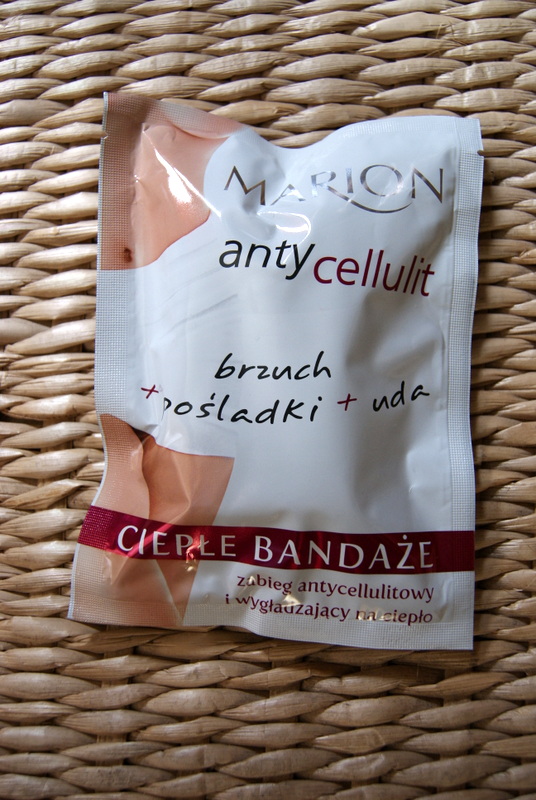 MARION
antycellulit
brzuch
+pośladki + uda
CIEPŁE BANDAŻE
zabieg antycellulitowy
i wygładzający na ciepło